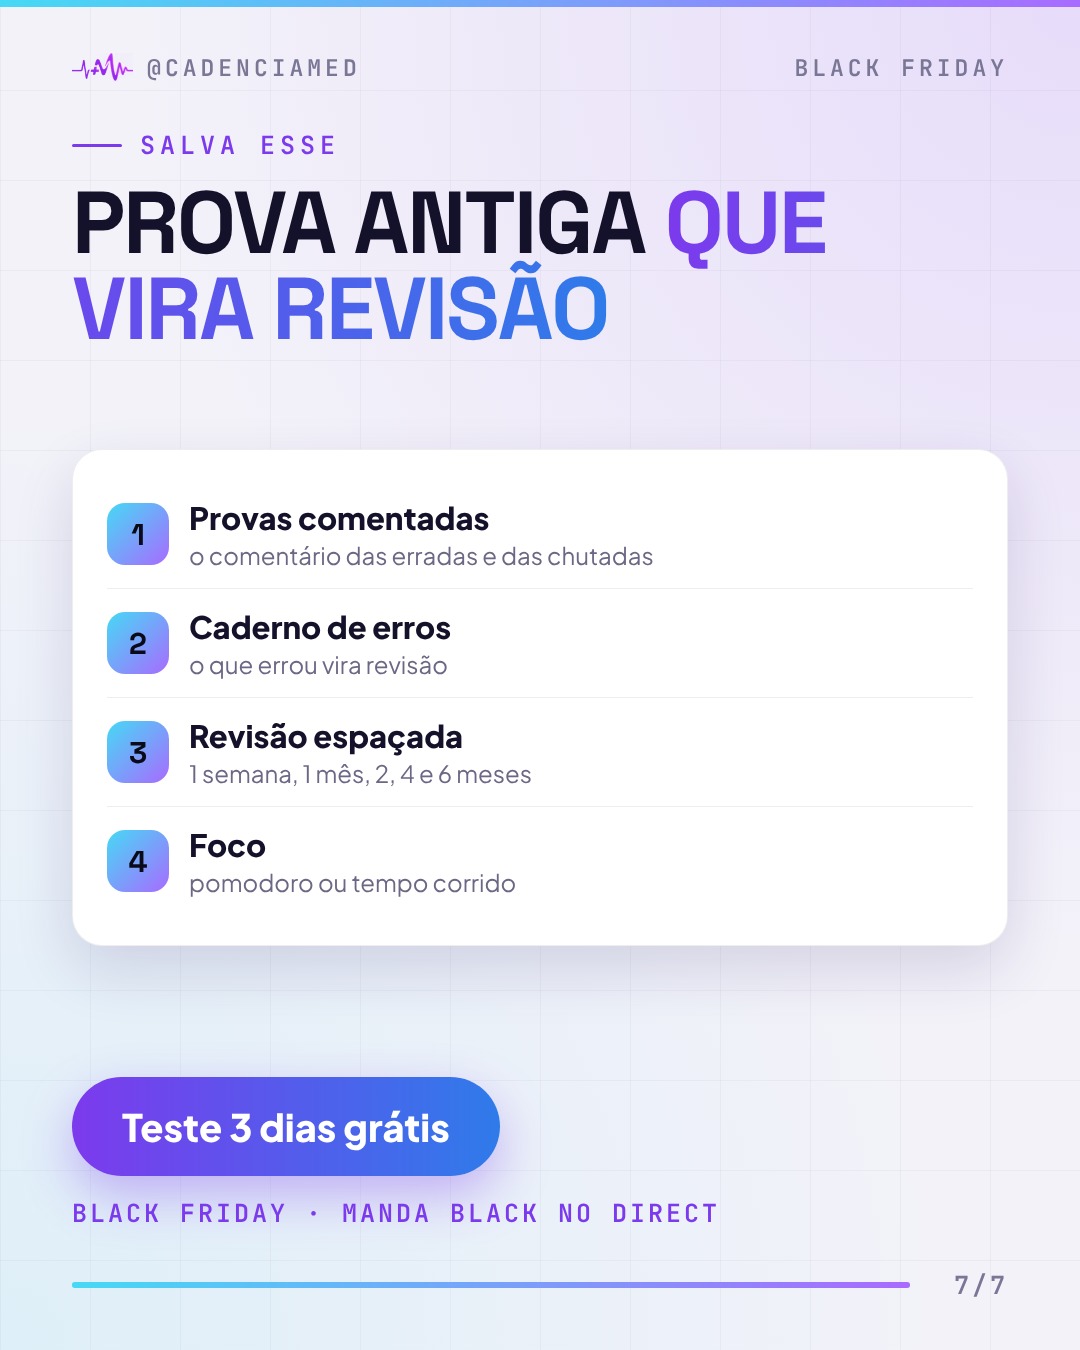 @CADENCIAMED
BLACK FRIDAY
SALVA ESSE
PROVA ANTIGA QUE
VIRA REVISÃO
1
Provas comentadas
o comentário das erradas e das chutadas
2
Caderno de erros
o que errou vira revisão
3
Revisão espaçada
1 semana, 1 mês, 2, 4 e 6 meses
4
Foco
pomodoro ou tempo corrido
Teste 3 dias grátis
BLACK FRIDAY · MANDA BLACK NO DIRECT
7/7